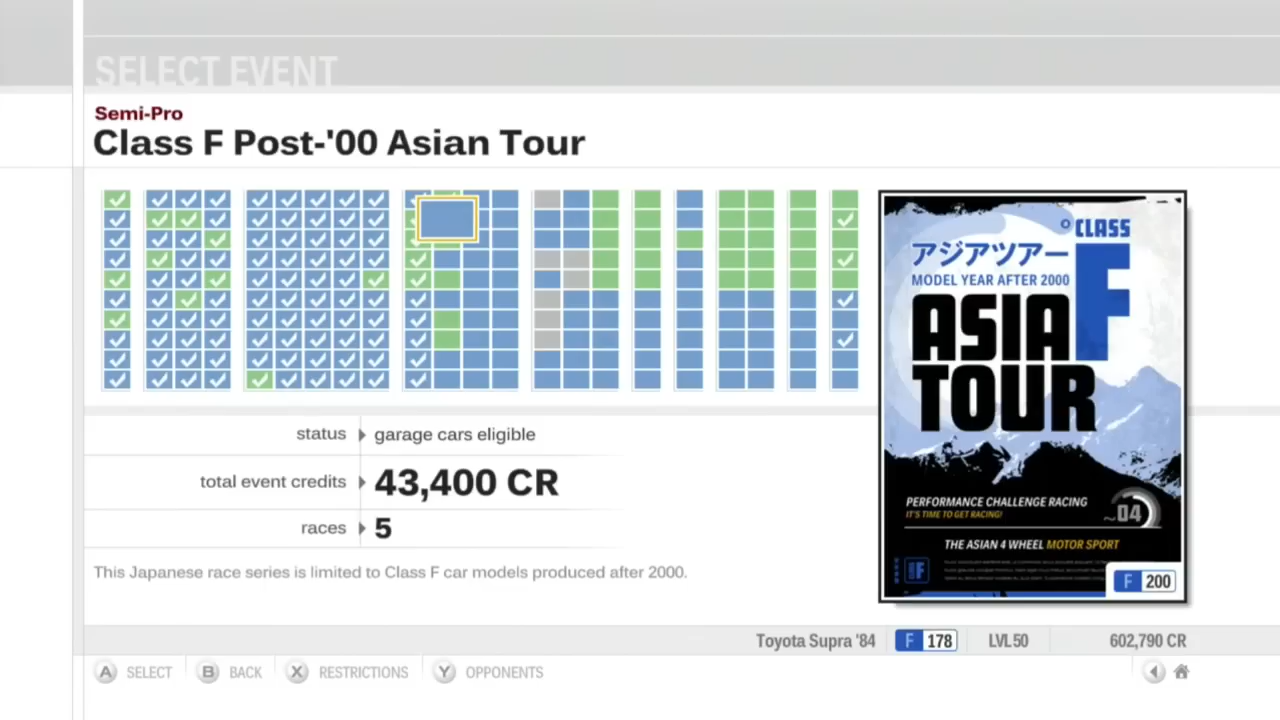 SELECT EVENT
Semi-Pro
Class F Post-'00 Asian Tour
CLASS
F
アジアツアー
MODEL YEAR AFTER 2000
ASIA
TOUR
PERFORMANCE CHALLENGE RACING
IT'S TIME TO GET RACING!
~04
THE ASIAN 4 WHEEL MOTOR SPORT
F
F 200
status garage cars eligible
total event credits 43,400 CR
races 5
This Japanese race series is limited to Class F car models produced after 2000.
Toyota Supra '84 F 178 LVL 50 602,790 CR
A SELECT B BACK X RESTRICTIONS Y OPPONENTS